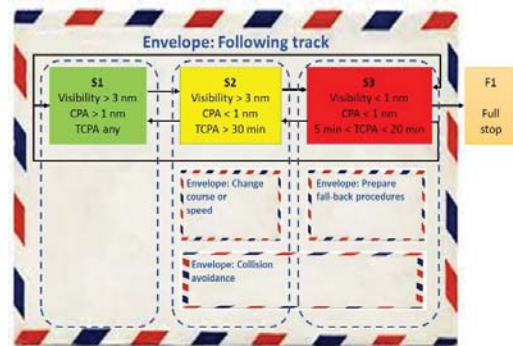 Envelope: Following track
S1
Visibility > 3 nm
CPA > 1 nm
TCPA any
S2
Visibility > 3 nm
CPA < 1 nm
TCPA > 30 min
S3
Visibility < 1 nm
CPA < 1 nm
5 min < TCPA < 20 min
F1
Full
stop
Envelope: Change
course or
speed
Envelope: Prepare
fall-back procedures
Envelope: Collision
avoidance